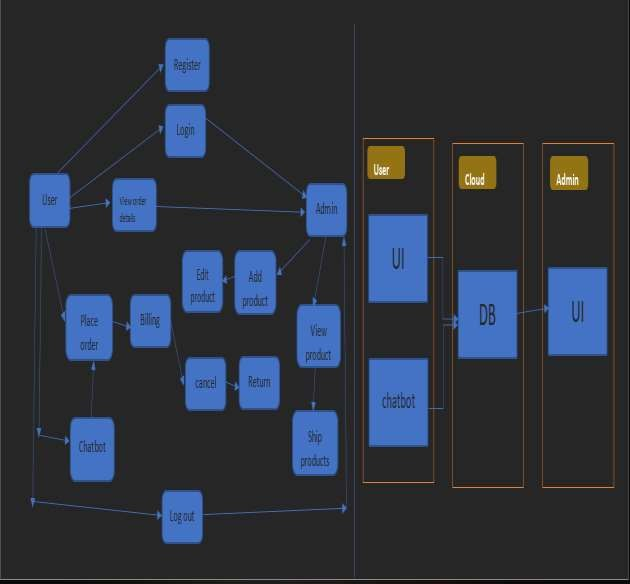 Register
Login
User
View order
details
Admin
Edit
product
Add
product
Place
order
Billing
View
product
cancel
Return
Chatbot
Ship
products
Log out
User
UI
chatbot
Cloud
DB
Admin
UI